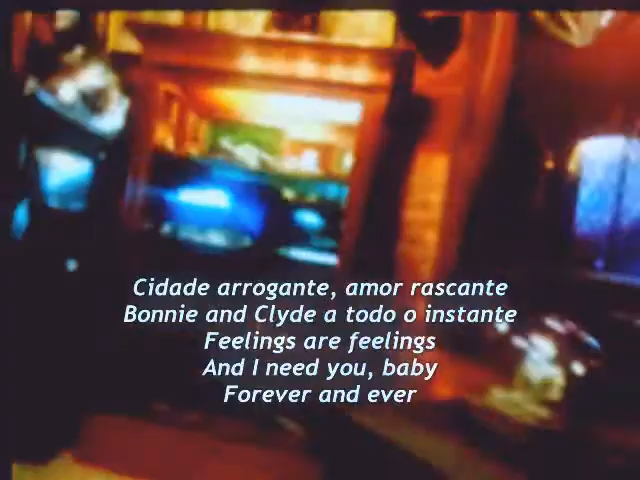 Cidade arrogante, amor rascante
Bonnie and Clyde a todo o instante
Feelings are feelings
And I need you, baby
Forever and ever